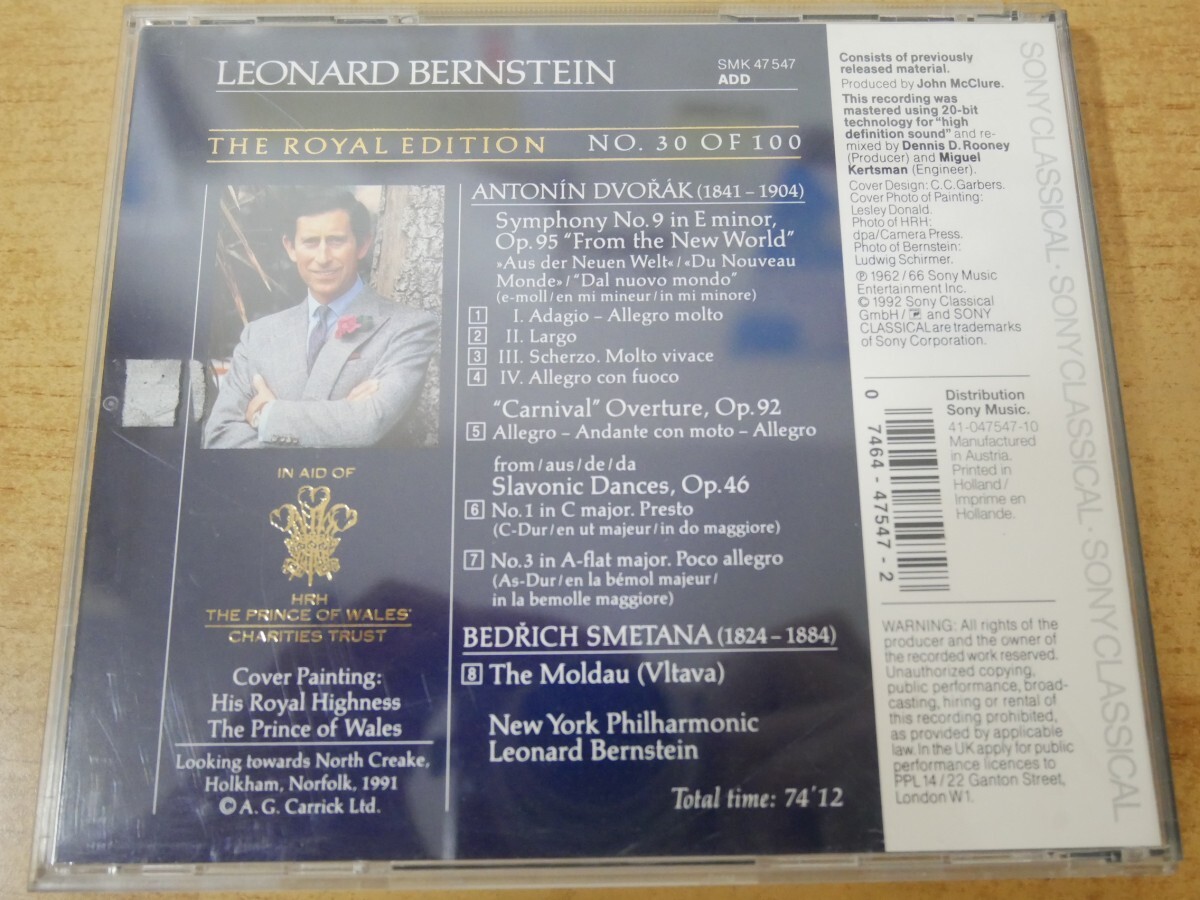 LEONARD BERNSTEIN
SMK 47547
ADD
THE ROYAL EDITION NO. 30 OF 100
ANTONÍN DVOŘÁK (1841–1904)
Symphony No. 9 in E minor,
Op. 95 "From the New World"
»Aus der Neuen Welt« / «Du Nouveau
Monde» / "Dal nuovo mondo"
(e-moll / en mi mineur / in mi minore)
1 I. Adagio – Allegro molto
2 II. Largo
3 III. Scherzo. Molto vivace
4 IV. Allegro con fuoco
"Carnival" Overture, Op. 92
5 Allegro – Andante con moto – Allegro
from / aus / de / da
Slavonic Dances, Op. 46
6 No. 1 in C major. Presto
(C-Dur / en ut majeur / in do maggiore)
7 No. 3 in A-flat major. Poco allegro
(As-Dur / en la bémol majeur /
in la bemolle maggiore)
BEDŘICH SMETANA (1824–1884)
8 The Moldau (Vltava)
New York Philharmonic
Leonard Bernstein
Total time: 74'12
IN AID OF
HRH
THE PRINCE OF WALES'
CHARITIES TRUST
Cover Painting:
His Royal Highness
The Prince of Wales
Looking towards North Creake,
Holkham, Norfolk, 1991
© A. G. Carrick Ltd.
Consists of previously
released material.
Produced by John McClure.
This recording was
mastered using 20-bit
technology for "high
definition sound" and re-
mixed by Dennis D. Rooney
(Producer) and Miguel
Kertsman (Engineer).
Cover Design: C.C. Garbers.
Cover Photo of Painting:
Lesley Donald.
Photo of HRH:
dpa/Camera Press.
Photo of Bernstein:
Ludwig Schirmer.
℗ 1962 / 66 Sony Music
Entertainment Inc.
© 1992 Sony Classical
GmbH / and SONY
CLASSICAL are trademarks
of Sony Corporation.
Distribution
Sony Music.
41-047547-10
Manufactured
in Austria.
Printed in
Holland /
Imprimé en
Hollande.
0 7464-47547-2
WARNING: All rights of the
producer and the owner of
the recorded work reserved.
Unauthorized copying,
public performance, broad-
casting, hiring or rental of
this recording prohibited,
as provided by applicable
law. In the UK apply for public
performance licences to
PPL 14 / 22 Ganton Street,
London W1.
SONY CLASSICAL · SONY CLASSICAL · SONY CLASSICAL